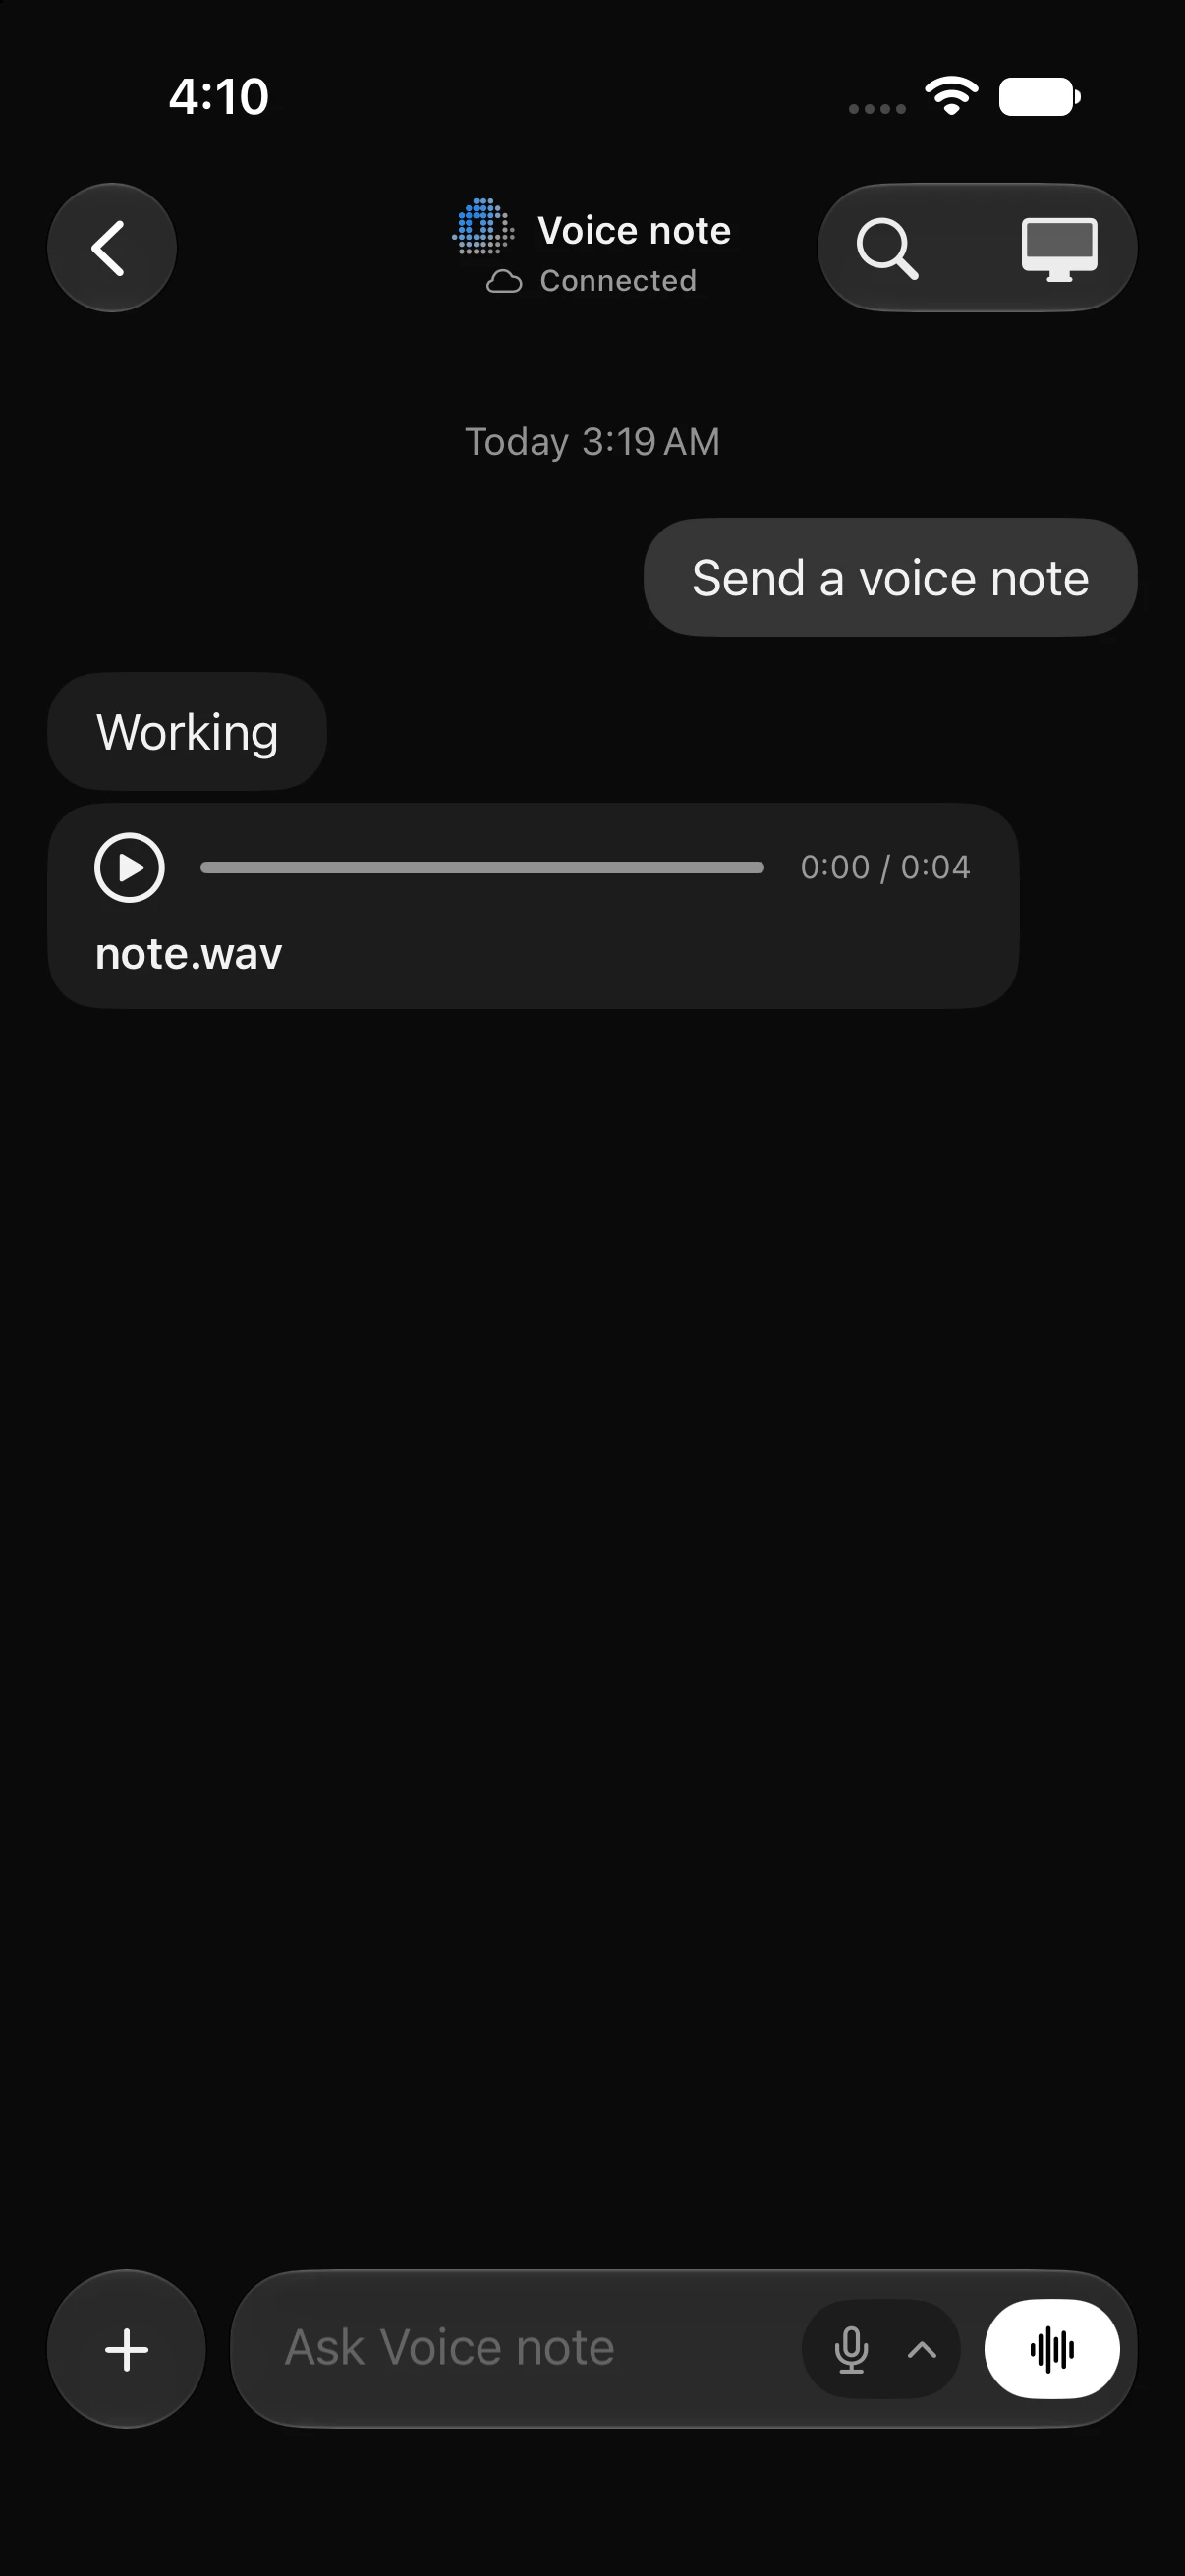 4:10
Voice note
Connected
Today 3:19 AM
Send a voice note
Working
0:00 / 0:04
note.wav
Ask Voice note